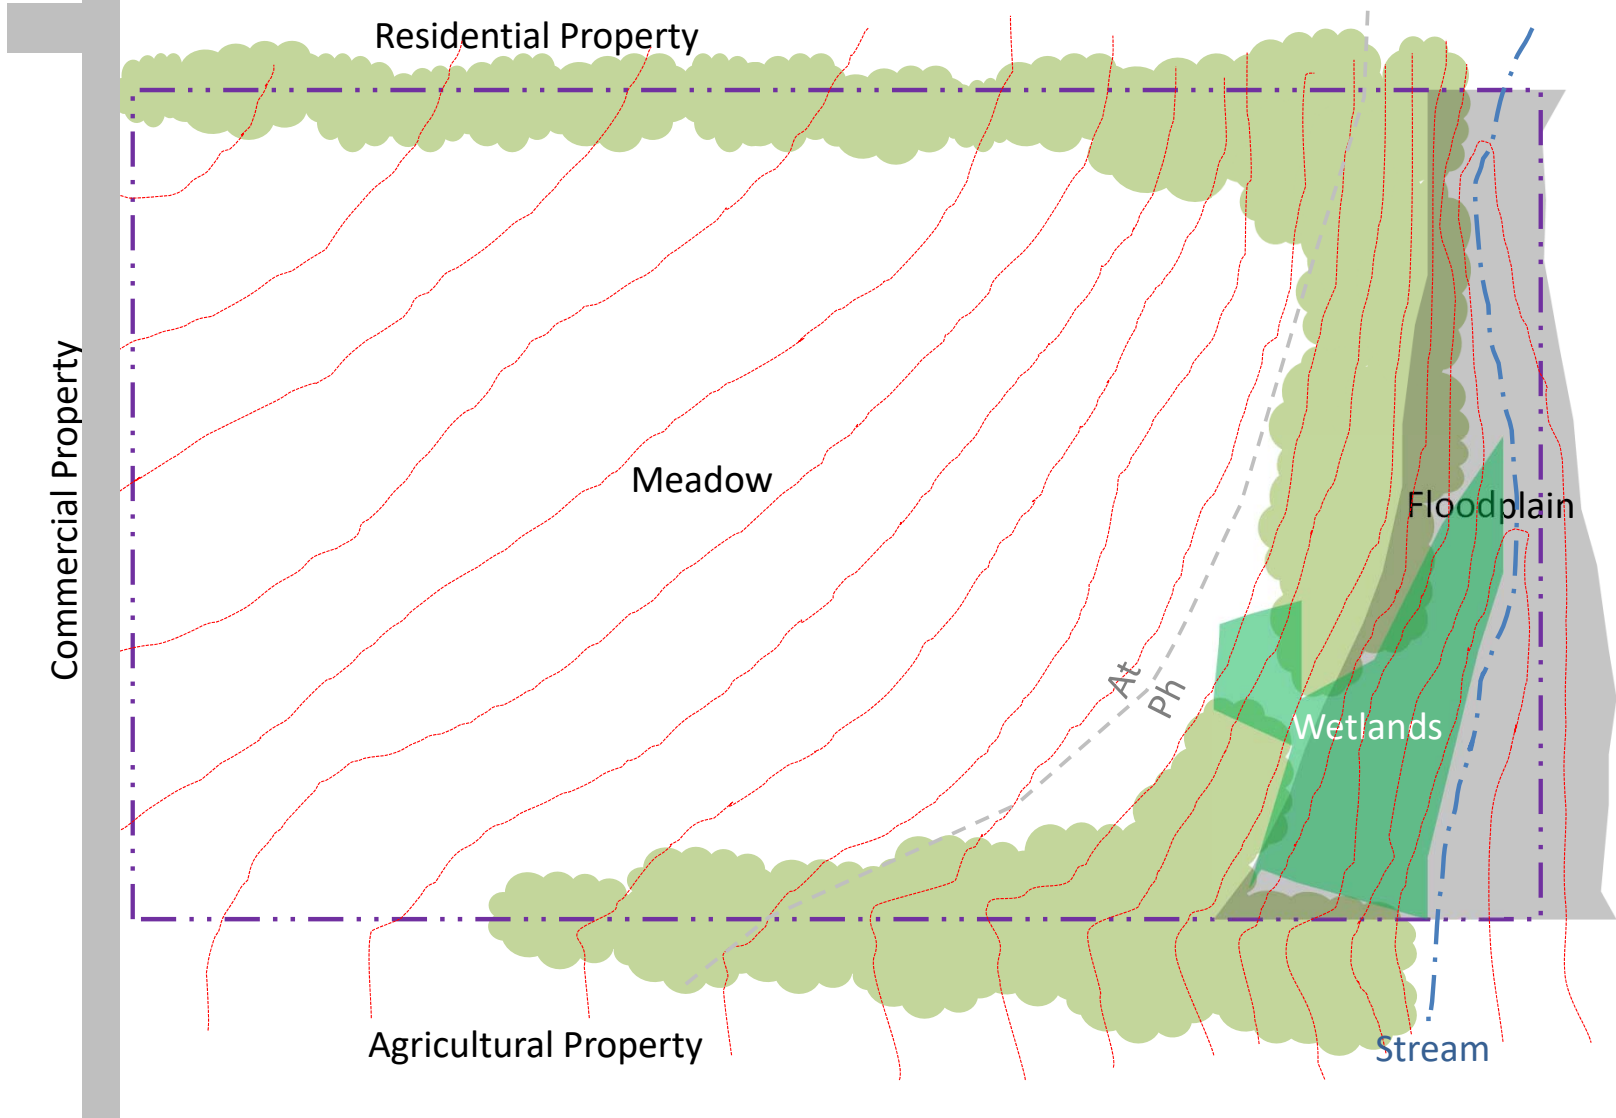 Residential Property
Commercial Property
Meadow
Floodplain
At
Ph
Wetlands
Agricultural Property
Stream